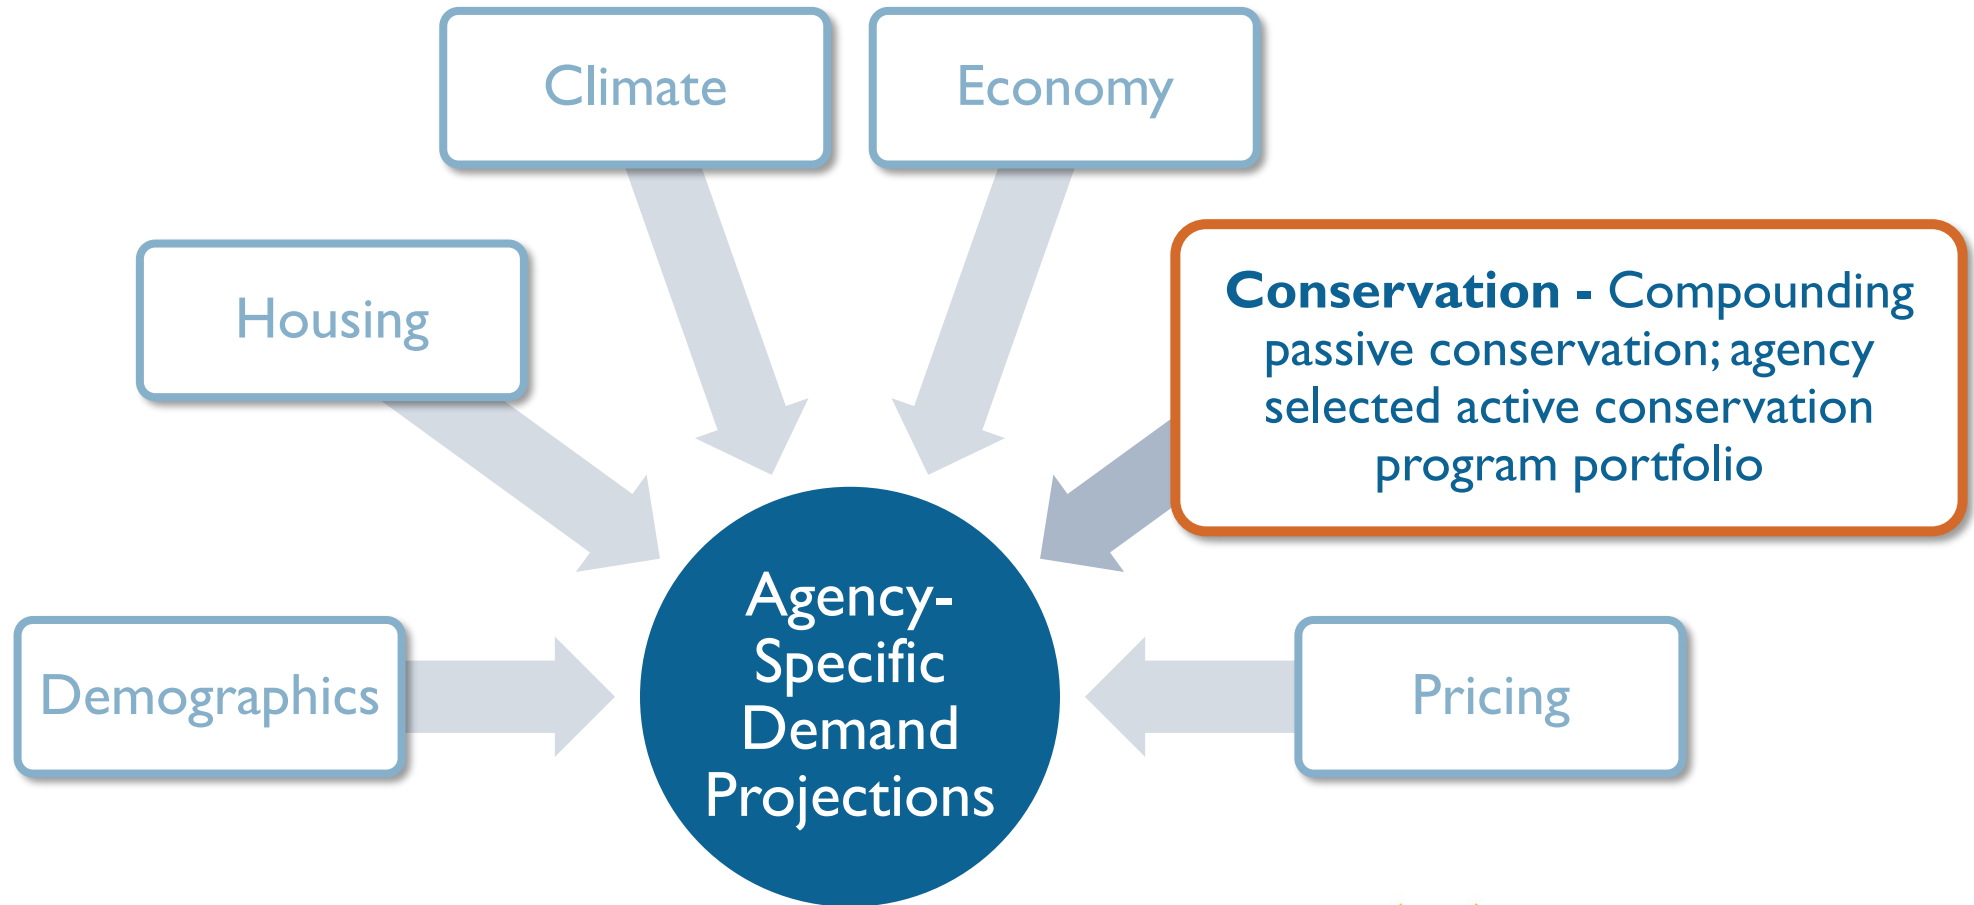 Climate
Economy
Housing
Conservation - Compounding
passive conservation; agency
selected active conservation
program portfolio
Demographics
Agency-
Specific
Demand
Projections
Pricing